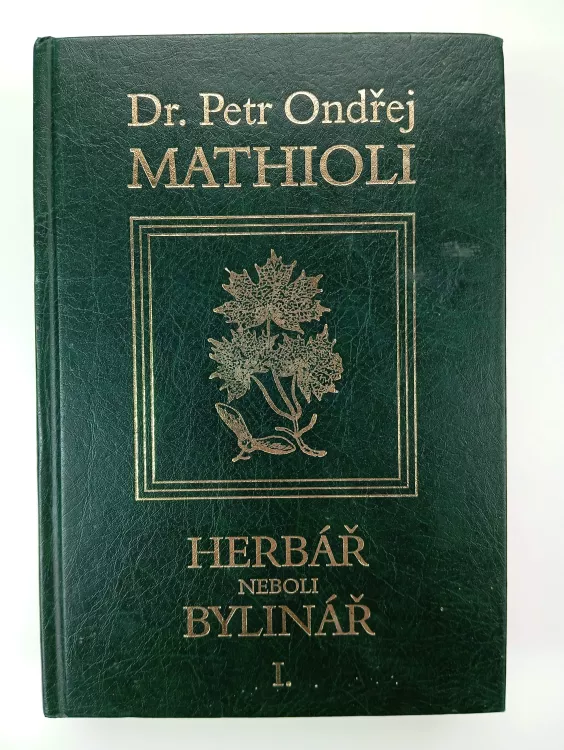 Dr. Petr Ondřej
MATHIOLI
HERBÁŘ
NEBOLI
BYLINÁŘ
I.